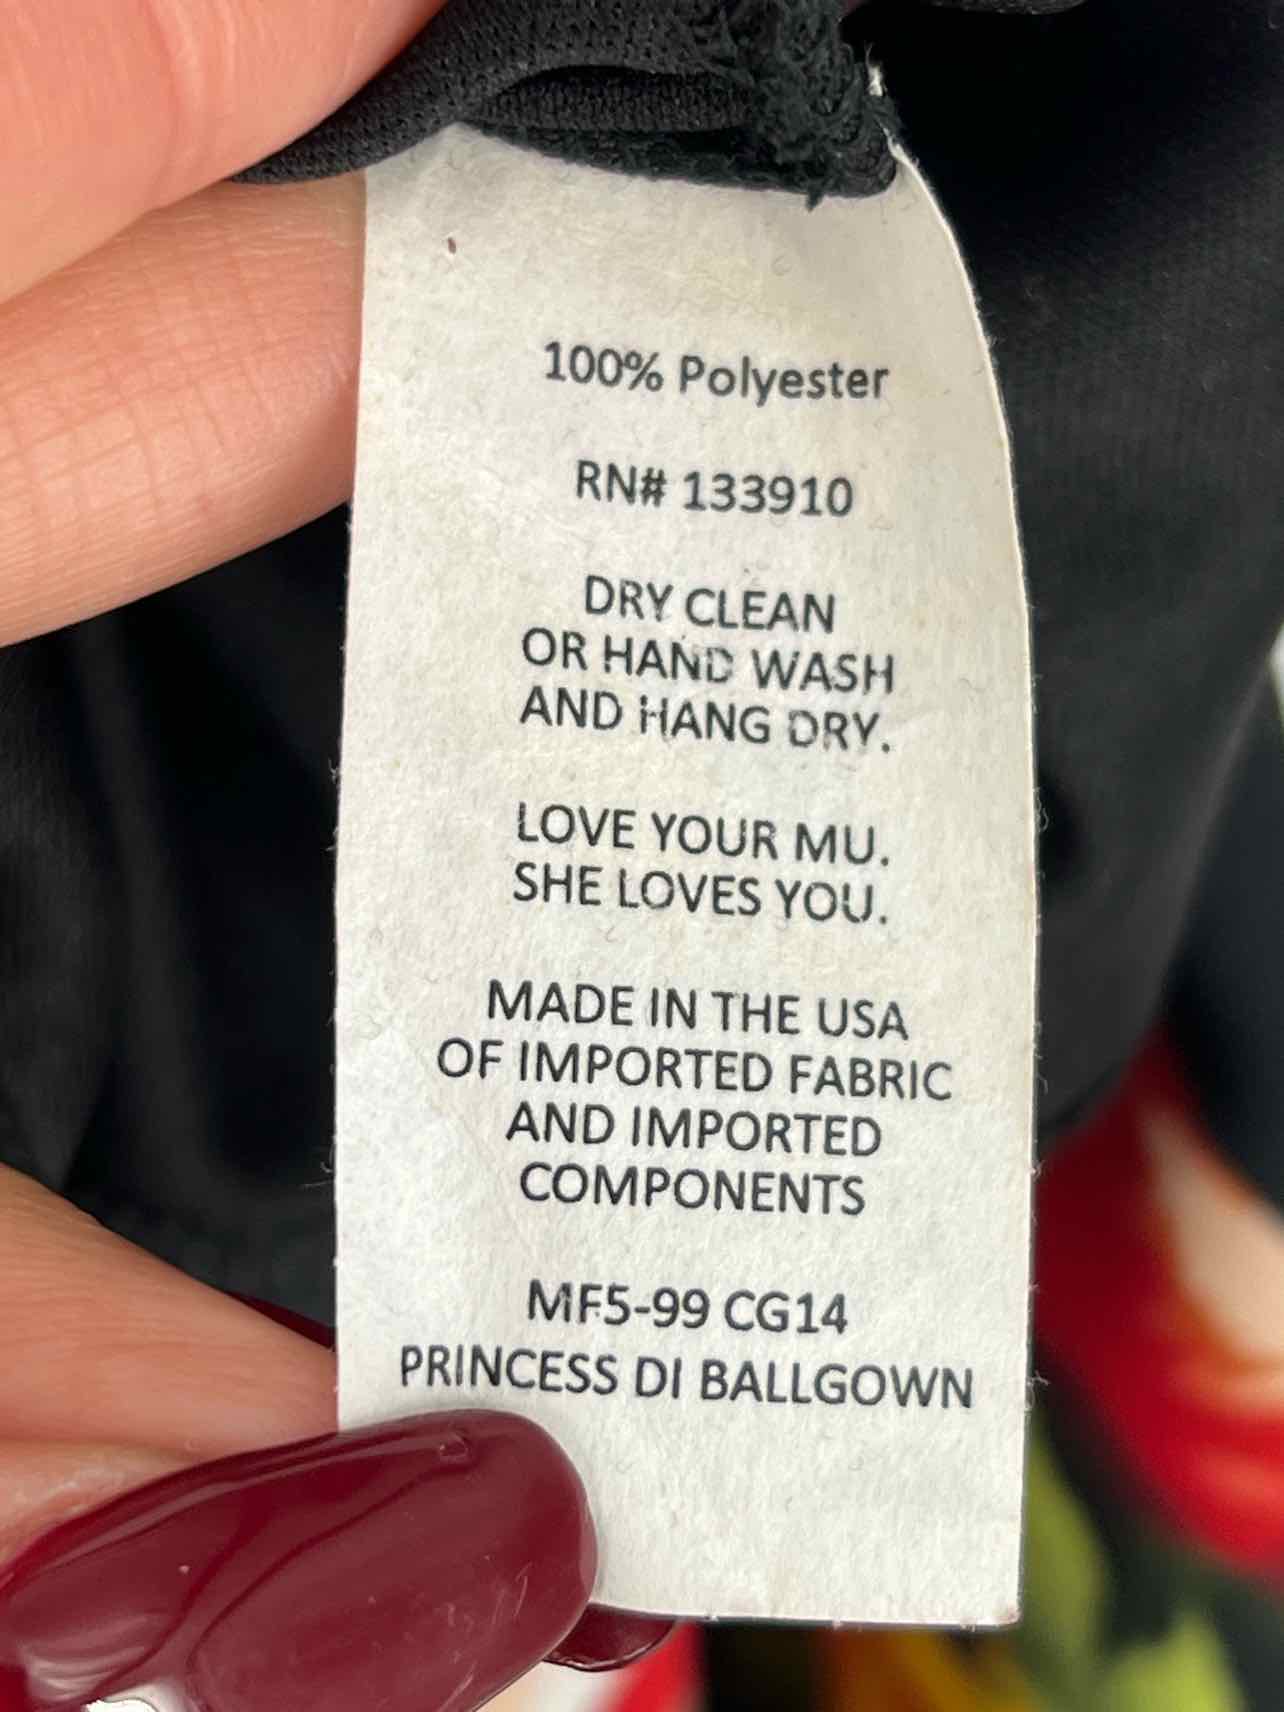 100% Polyester
RN# 133910
DRY CLEAN
OR HAND WASH
AND HANG DRY.
LOVE YOUR MU.
SHE LOVES YOU.
MADE IN THE USA
OF IMPORTED FABRIC
AND IMPORTED
COMPONENTS
MF5-99 CG14
PRINCESS DI BALLGOWN